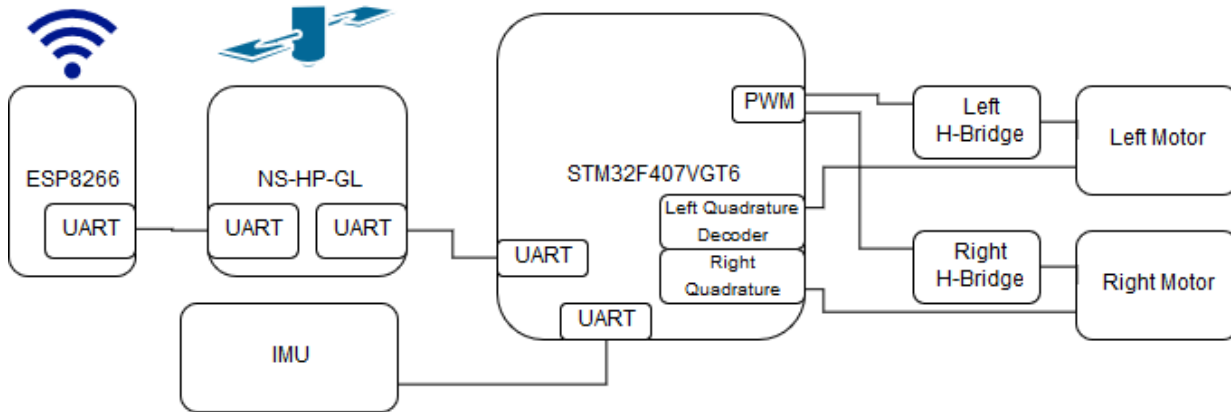 ESP8266
UART
NS-HP-GL
UART
UART
STM32F407VGT6
PWM
Left Quadrature
Decoder
Right
Quadrature
UART
UART
IMU
Left
H-Bridge
Left Motor
Right
H-Bridge
Right Motor